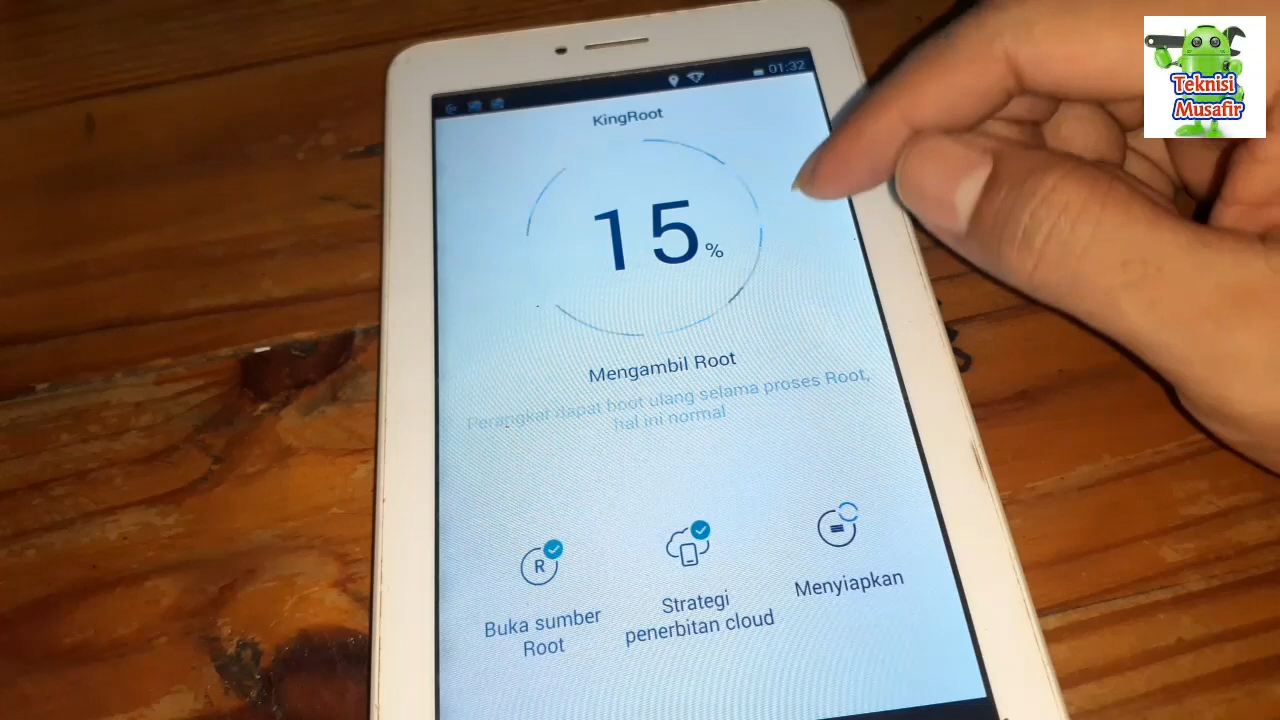 Teknisi
Musafir
01:32
KingRoot
15%
Mengambil Root
Perangkat dapat boot ulang selama proses Root,
hal ini normal
R
Buka sumber
Root
Strategi
penerbitan cloud
Menyiapkan